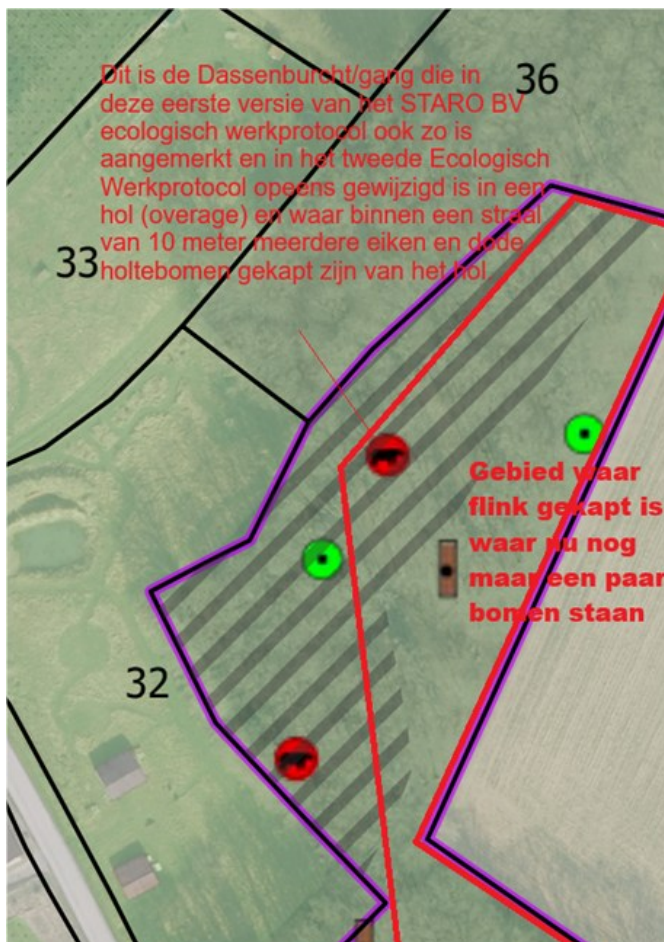 Dit is de Dassenburcht/gang die in
36
deze eerste versie van het STARO BV
ecologisch werkprotocol ook zo is
aangemerkt en in het tweede Ecologisch
Werkprotocol opeens gewijzigd is in een
hol (overage) en waar binnen een straal
van 10 meter meerdere eiken en dode
33
holtebomen gekapt zijn van het hol
Gebied waar
flink gekapt is
waar nu nog
maar een paar
bomen staan
32